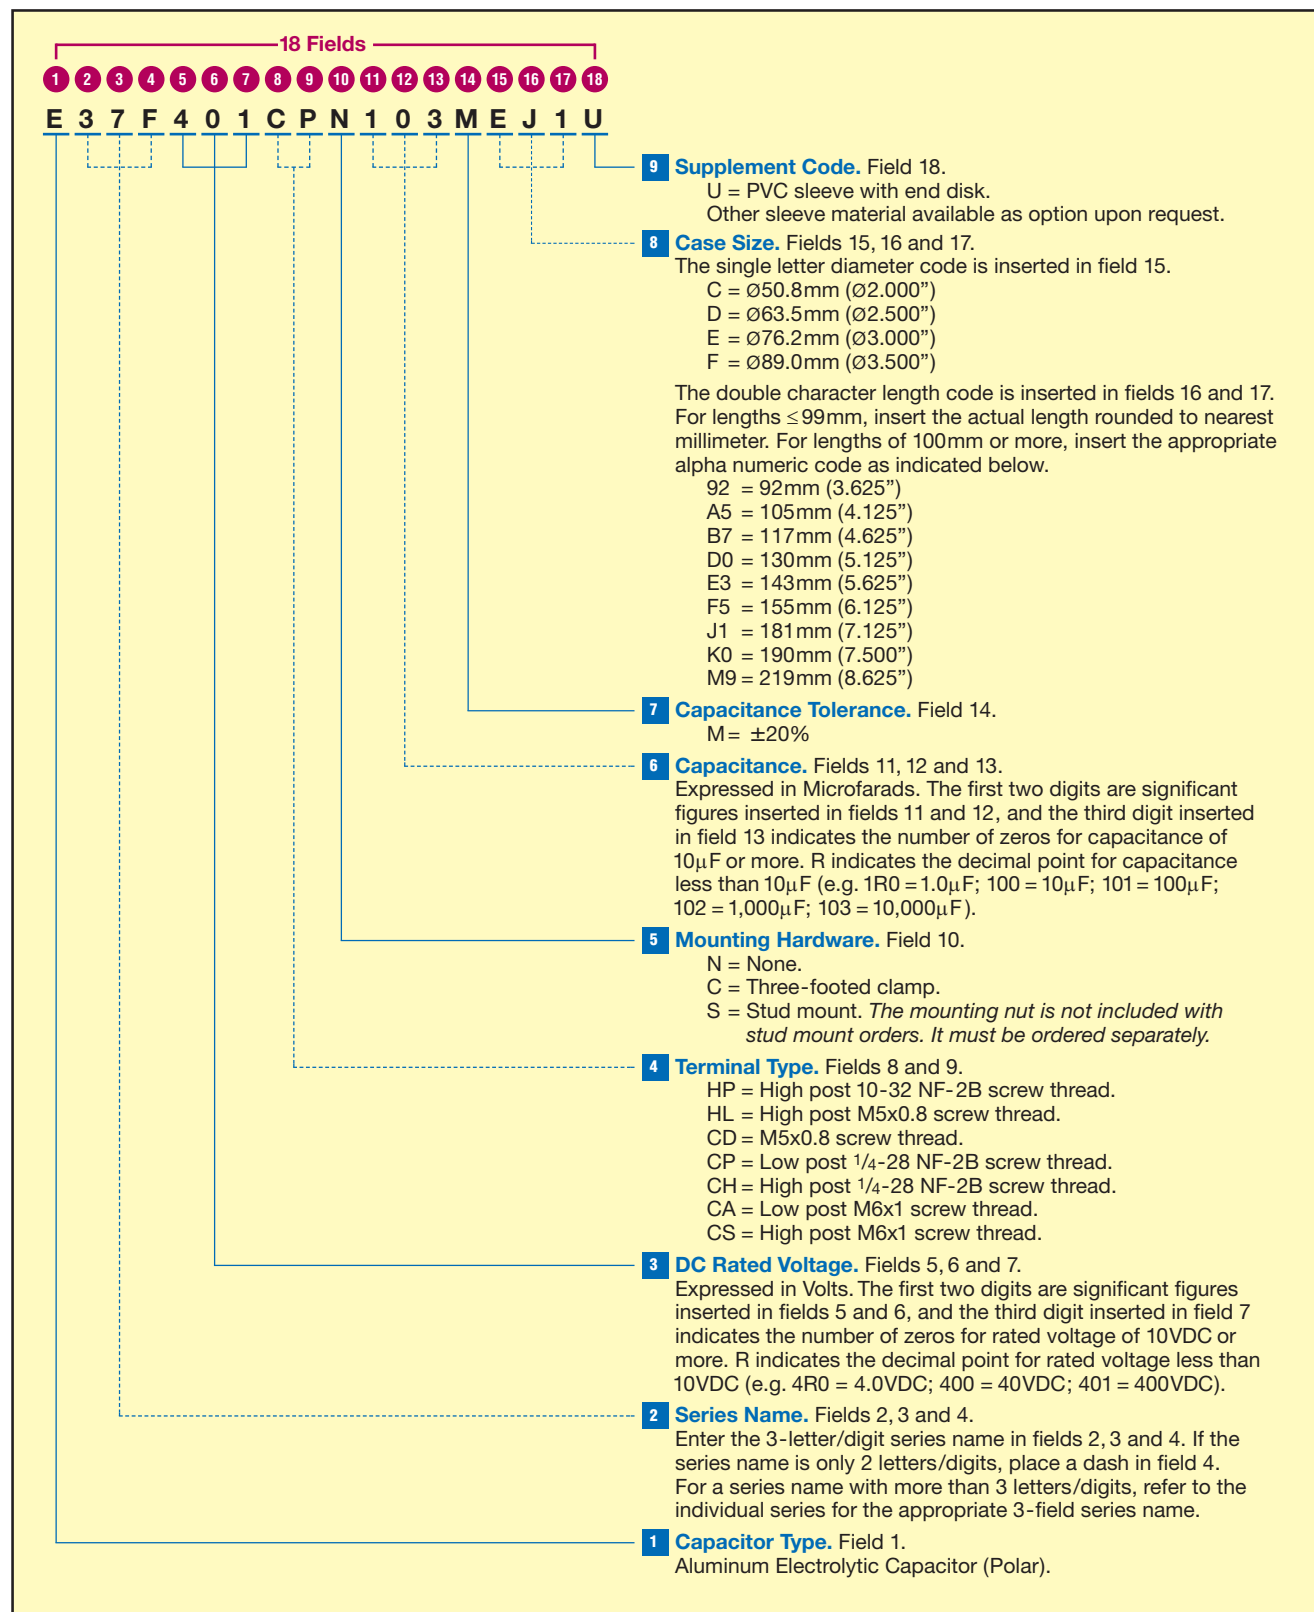 18 Fields
1 2 3 4 5 6 7 8 9 10 11 12 13 14 15 16 17 18
E 3 7 F 4 0 1 C P N 1 0 3 M E J 1 U
9 Supplement Code. Field 18.
U = PVC sleeve with end disk.
Other sleeve material available as option upon request.
8 Case Size. Fields 15, 16 and 17.
The single letter diameter code is inserted in field 15.
C = Ø50.8mm (Ø2.000”)
D = Ø63.5mm (Ø2.500”)
E = Ø76.2mm (Ø3.000”)
F = Ø89.0mm (Ø3.500”)
The double character length code is inserted in fields 16 and 17.
For lengths ≤99mm, insert the actual length rounded to nearest
millimeter. For lengths of 100mm or more, insert the appropriate
alpha numeric code as indicated below.
92 = 92mm (3.625”)
A5 = 105mm (4.125”)
B7 = 117mm (4.625”)
D0 = 130mm (5.125”)
E3 = 143mm (5.625”)
F5 = 155mm (6.125”)
J1 = 181mm (7.125”)
K0 = 190mm (7.500”)
M9 = 219mm (8.625”)
7 Capacitance Tolerance. Field 14.
M = ±20%
6 Capacitance. Fields 11, 12 and 13.
Expressed in Microfarads. The first two digits are significant
figures inserted in fields 11 and 12, and the third digit inserted
in field 13 indicates the number of zeros for capacitance of
10µF or more. R indicates the decimal point for capacitance
less than 10µF (e.g. 1R0 = 1.0µF; 100 = 10µF; 101 = 100µF;
102 = 1,000µF; 103 = 10,000µF).
5 Mounting Hardware. Field 10.
N = None.
C = Three-footed clamp.
S = Stud mount. The mounting nut is not included with
stud mount orders. It must be ordered separately.
4 Terminal Type. Fields 8 and 9.
HP = High post 10-32 NF-2B screw thread.
HL = High post M5x0.8 screw thread.
CD = M5x0.8 screw thread.
CP = Low post 1/4-28 NF-2B screw thread.
CH = High post 1/4-28 NF-2B screw thread.
CA = Low post M6x1 screw thread.
CS = High post M6x1 screw thread.
3 DC Rated Voltage. Fields 5, 6 and 7.
Expressed in Volts. The first two digits are significant figures
inserted in fields 5 and 6, and the third digit inserted in field 7
indicates the number of zeros for rated voltage of 10VDC or
more. R indicates the decimal point for rated voltage less than
10VDC (e.g. 4R0 = 4.0VDC; 400 = 40VDC; 401 = 400VDC).
2 Series Name. Fields 2, 3 and 4.
Enter the 3-letter/digit series name in fields 2, 3 and 4. If the
series name is only 2 letters/digits, place a dash in field 4.
For a series name with more than 3 letters/digits, refer to the
individual series for the appropriate 3-field series name.
1 Capacitor Type. Field 1.
Aluminum Electrolytic Capacitor (Polar).